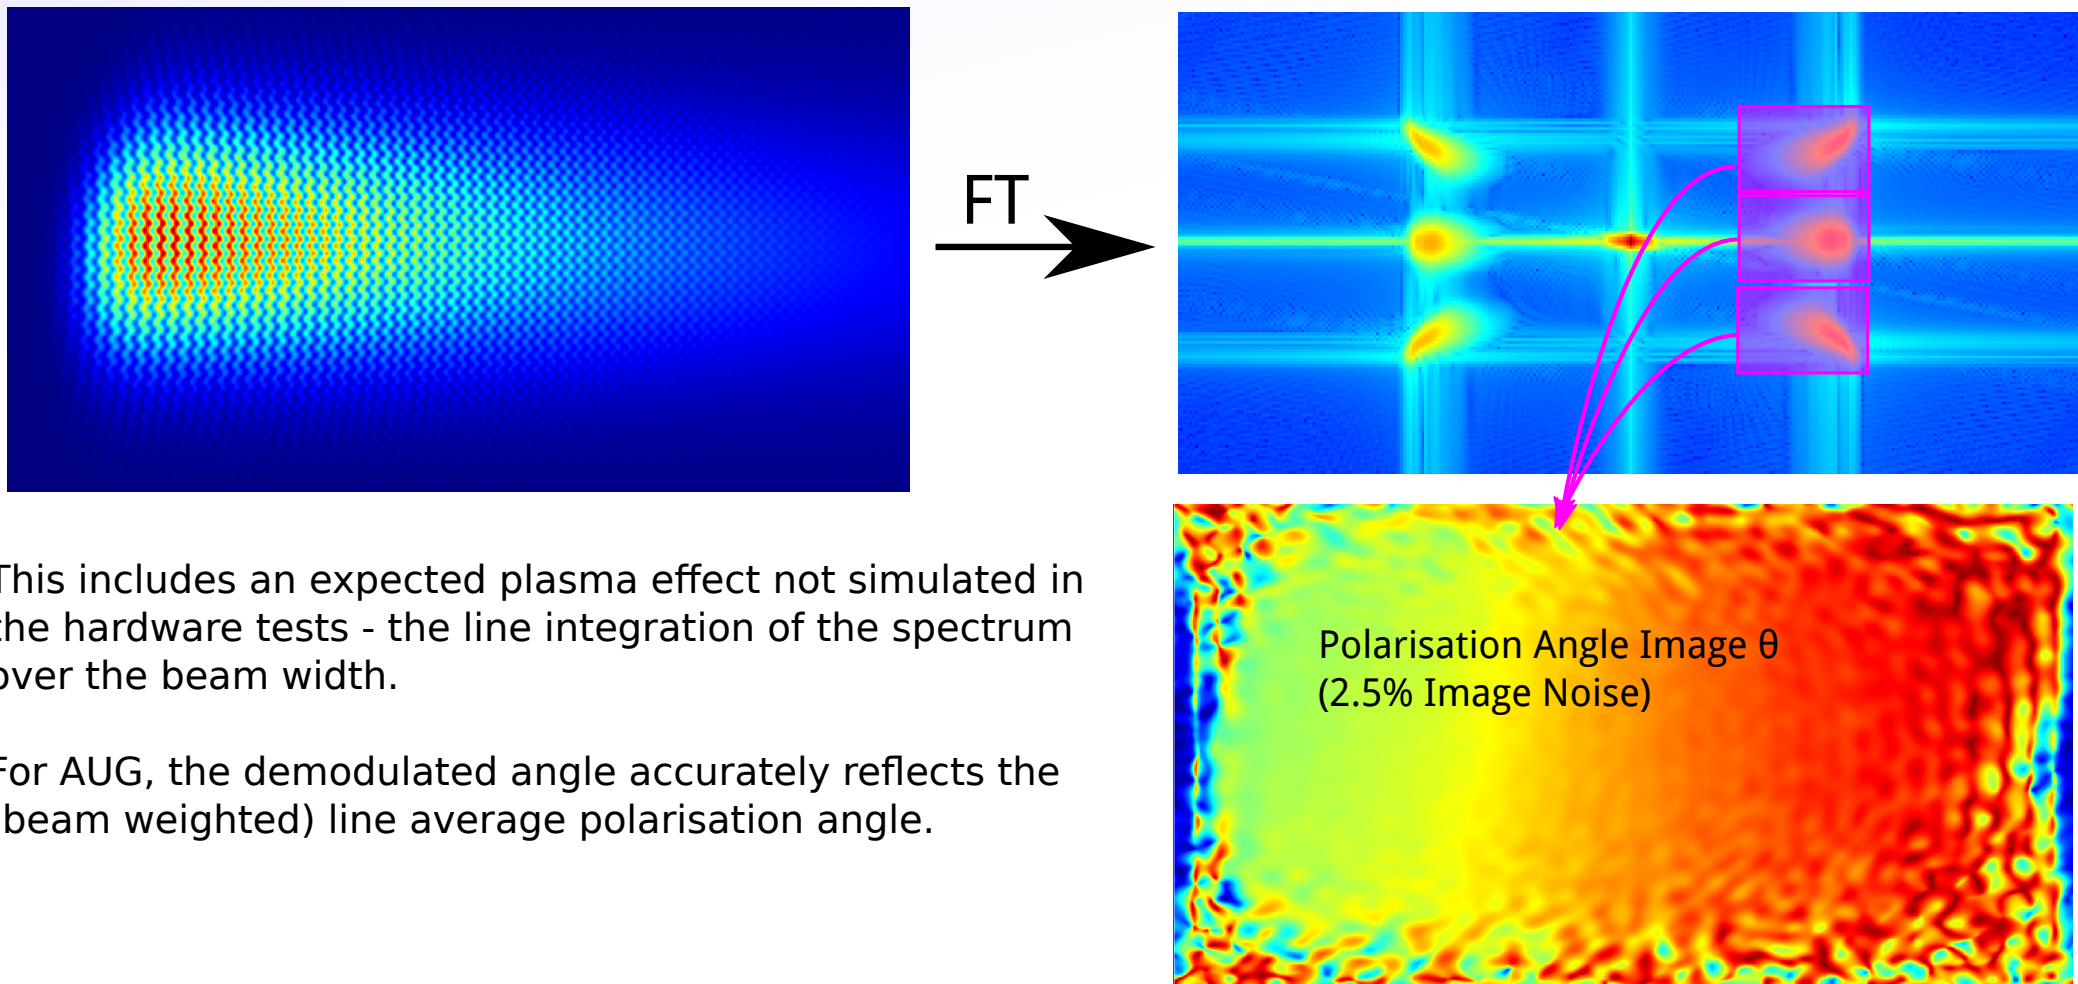 FT
This includes an expected plasma effect not simulated in
the hardware tests - the line integration of the spectrum
over the beam width.
For AUG, the demodulated angle accurately reflects the
beam weighted) line average polarisation angle.
Polarisation Angle Image θ
(2.5% Image Noise)